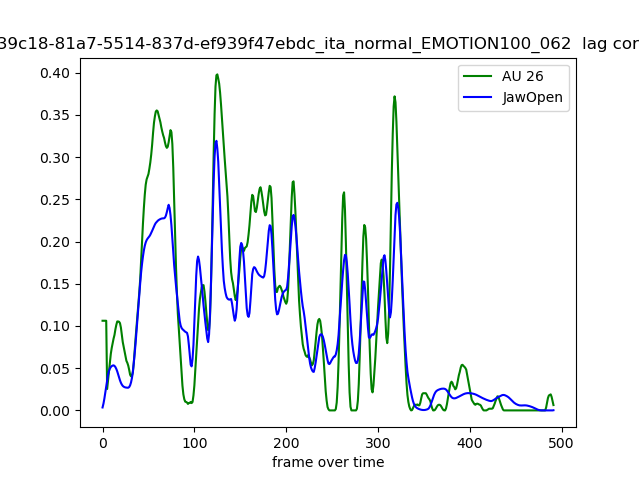 39c18-81a7-5514-837d-ef939f47ebdc_ita_normal_EMOTION100_062 lag cor
AU 26
JawOpen
0.40
0.35
0.30
0.25
0.20
0.15
0.10
0.05
0.00
0 100 200 300 400 500
frame over time